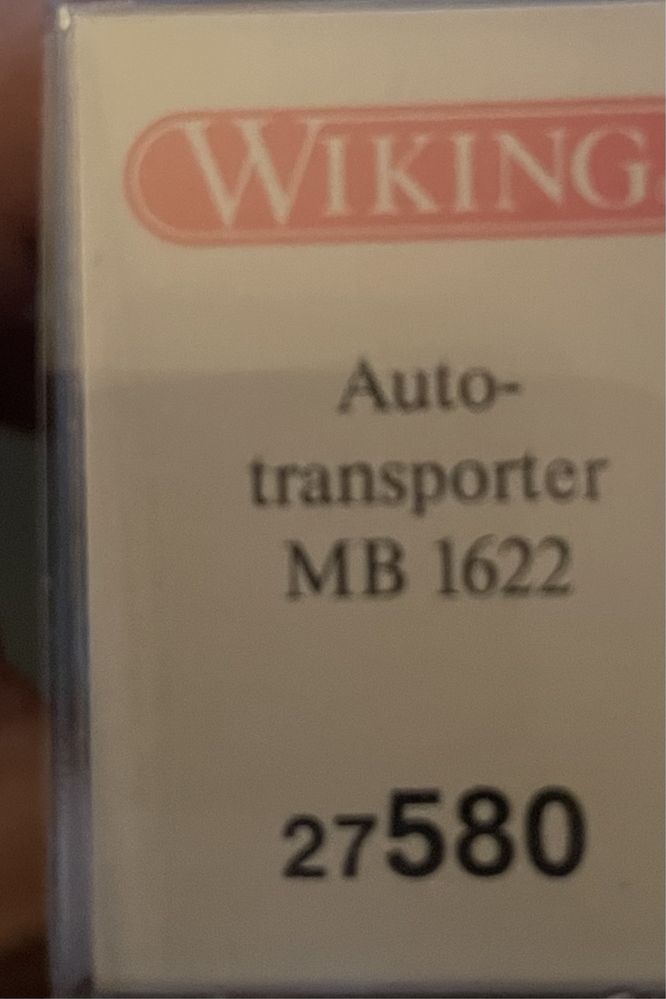 WIKING
Auto-
transporter
MB 1622
27580